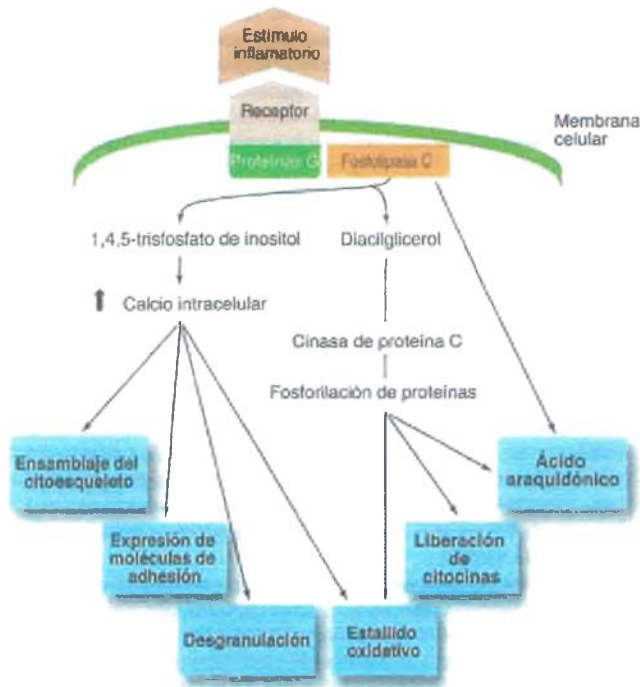 Estímulo
inflamatorio
Receptor
Membrana
celular
Proteínas G
Fosfolipasa C
1,4,5-trisfosfato de inositol
Diacilglicerol
Calcio intracelular
Cinasa de proteína C
Fosforilación de proteínas
Ensamblaje del
citoesqueleto
Ácido
araquidónico
Expresión de
moléculas de
adhesión
Liberación
de
citocinas
Desgranulación
Estallido
oxidativo